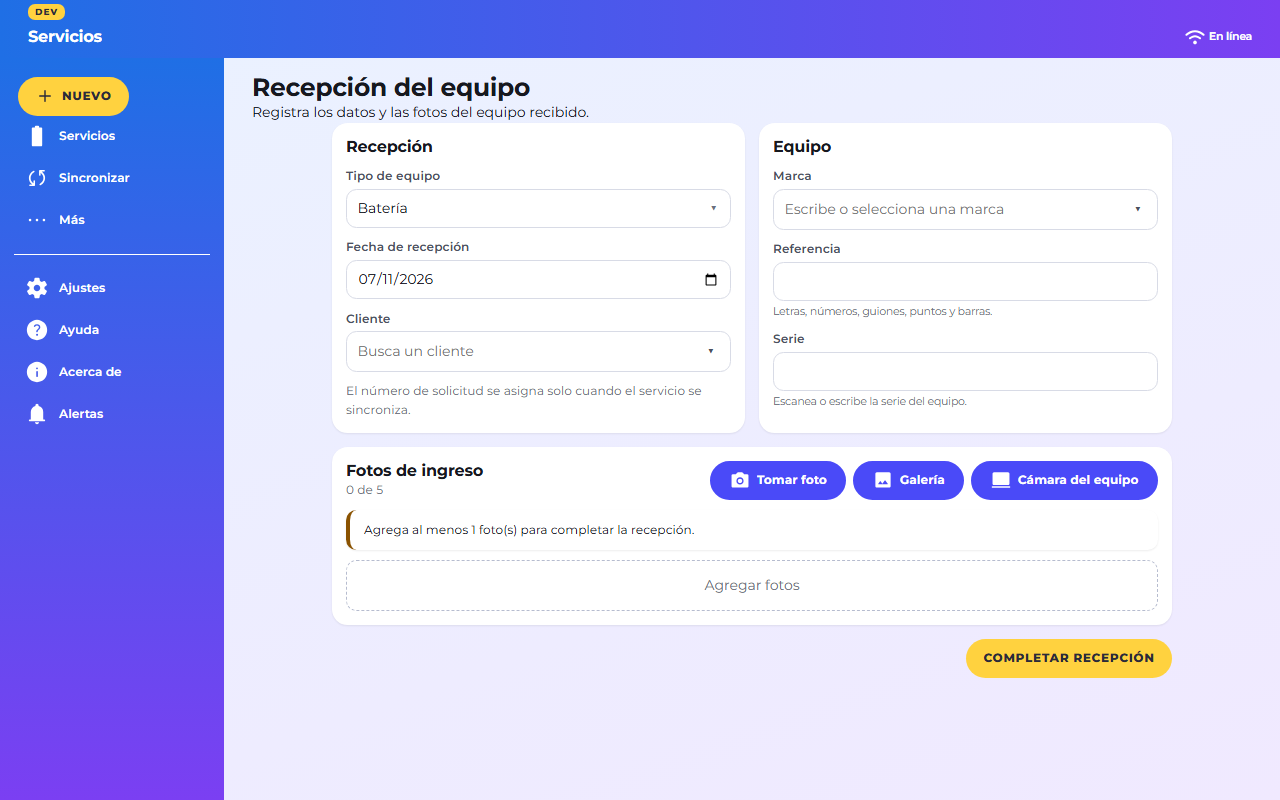 DEV
Servicios
En línea
NUEVO
Servicios
Sincronizar
Más
Ajustes
Ayuda
Acerca de
Alertas
Recepción del equipo
Registra los datos y las fotos del equipo recibido.
Recepción
Tipo de equipo
Batería
Fecha de recepción
07/11/2026
Cliente
Busca un cliente
El número de solicitud se asigna solo cuando el servicio se
sincroniza.
Equipo
Marca
Escribe o selecciona una marca
Referencia
Letras, números, guiones, puntos y barras.
Serie
Escanea o escribe la serie del equipo.
Fotos de ingreso
0 de 5
Tomar foto
Galería
Cámara del equipo
Agrega al menos 1 foto(s) para completar la recepción.
Agregar fotos
COMPLETAR RECEPCIÓN